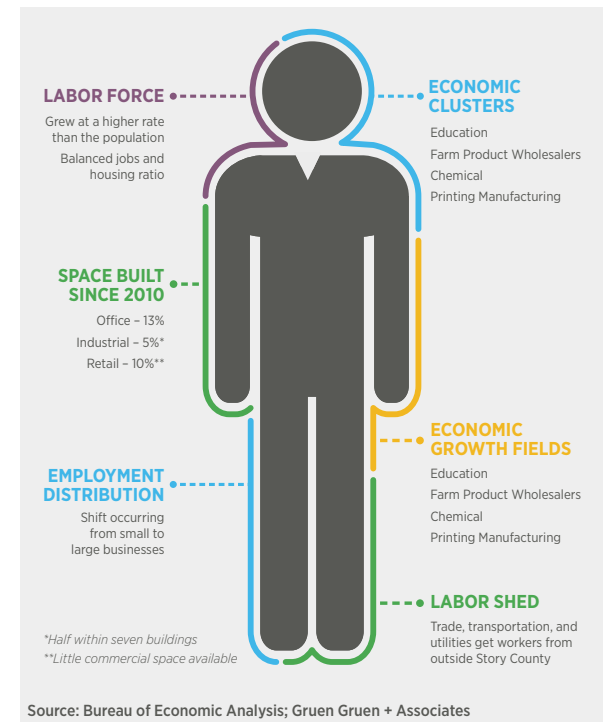 LABOR FORCE
Grew at a higher rate
than the population
Balanced jobs and
housing ratio
ECONOMIC
CLUSTERS
Education
Farm Product Wholesalers
Chemical
Printing Manufacturing
SPACE BUILT
SINCE 2010
Office – 13%
Industrial – 5%*
Retail – 10%**
ECONOMIC
GROWTH FIELDS
Education
Farm Product Wholesalers
Chemical
Printing Manufacturing
EMPLOYMENT
DISTRIBUTION
Shift occurring
from small to
large businesses
LABOR SHED
Trade, transportation, and
utilities get workers from
outside Story County
*Half within seven buildings
**Little commercial space available
Source: Bureau of Economic Analysis; Gruen Gruen + Associates